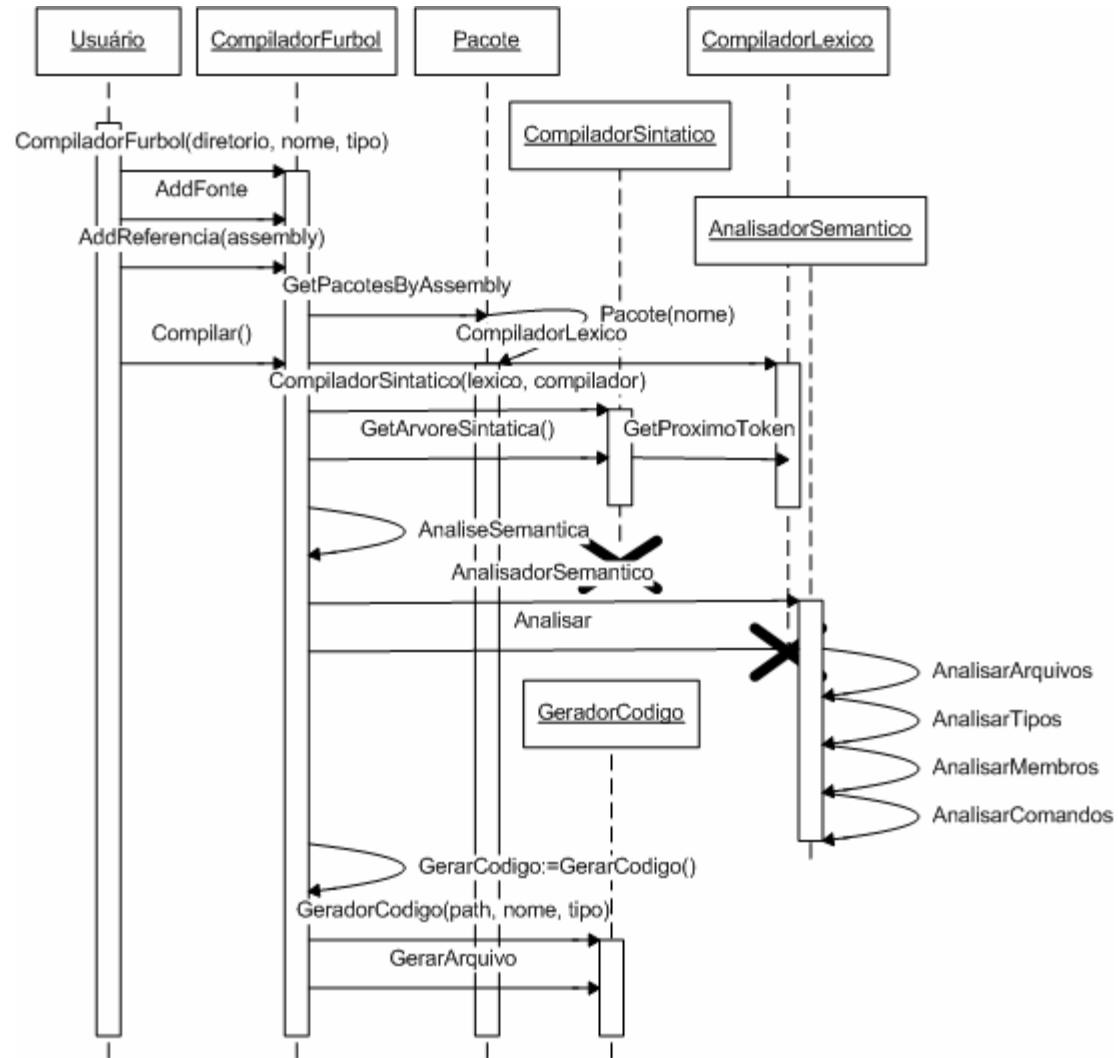 Usuário
CompiladorFurbol
Pacote
CompiladorLexico
CompiladorSintatico
CompiladorFurbol(diretorio, nome, tipo)
AddFonte
AnalisadorSemantico
AddReferencia(assembly)
GetPacotesByAssembly
Pacote(nome)
Compilar()
CompiladorLexico
CompiladorSintatico(lexico, compilador)
GetArvoreSintatica()
GetProximoToken
AnaliseSemantica
AnalisadorSemantico
Analisar
AnalisarArquivos
GeradorCodigo
AnalisarTipos
AnalisarMembros
AnalisarComandos
GerarCodigo:=GerarCodigo()
GeradorCodigo(path, nome, tipo)
GerarArquivo